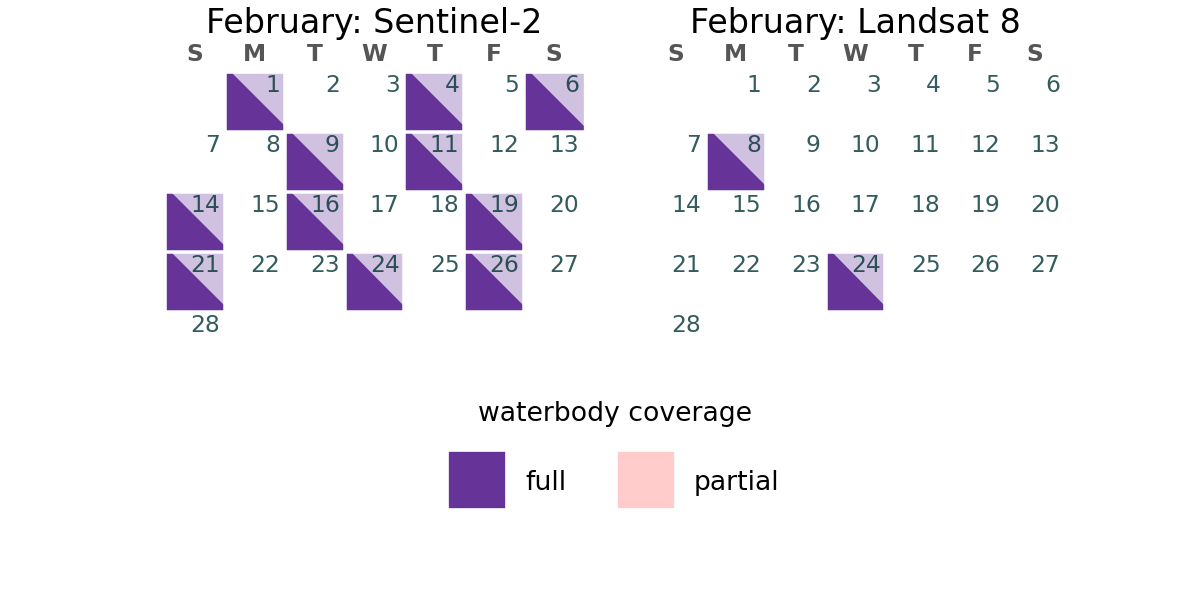 February: Sentinel-2
S M T W T F S
1 2 3 4 5 6
7 8 9 10 11 12 13
14 15 16 17 18 19 20
21 22 23 24 25 26 27
28
February: Landsat 8
S M T W T F S
1 2 3 4 5 6
7 8 9 10 11 12 13
14 15 16 17 18 19 20
21 22 23 24 25 26 27
28
waterbody coverage
full
partial